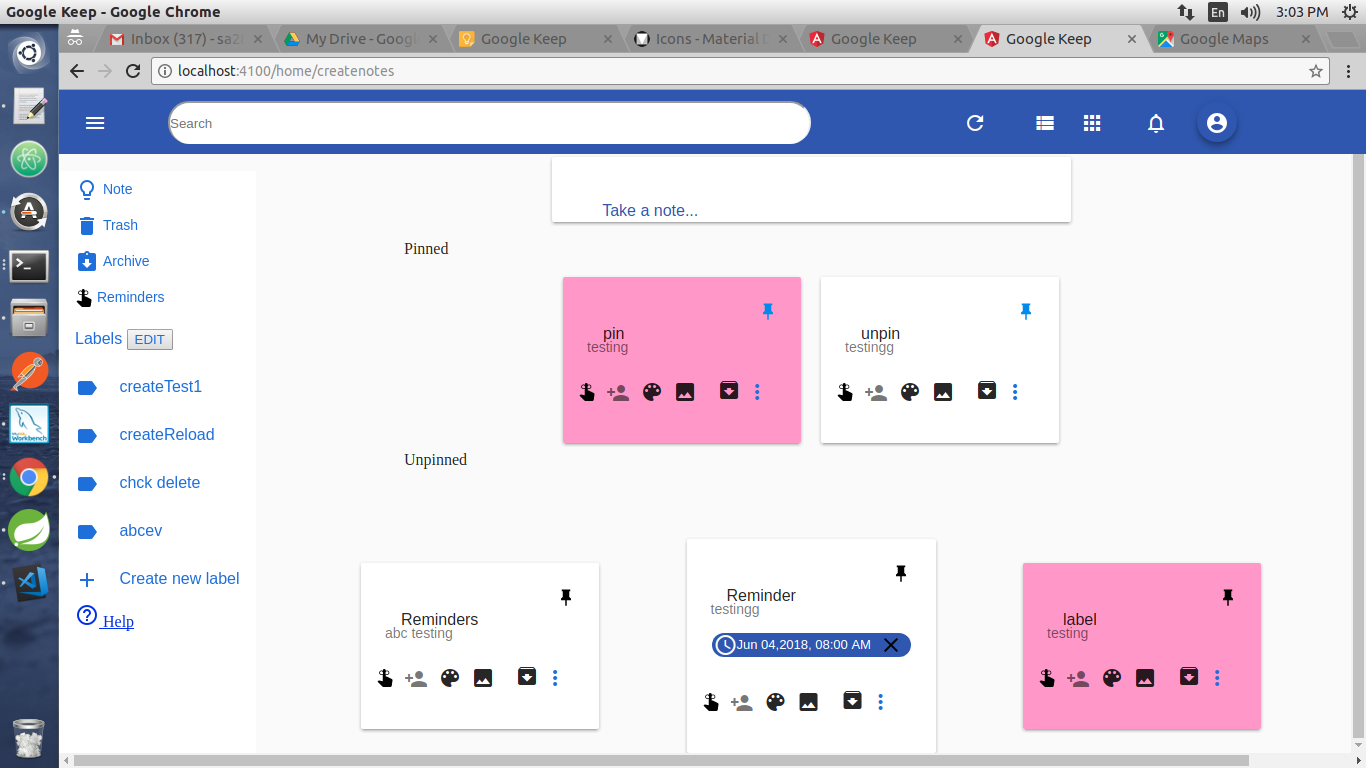 Google Keep - Google Chrome
En
3:03 PM
Inbox (317) - sa2
My Drive - Goog
Google Keep
Icons - Material D
Google Keep
Google Keep
Google Maps
localhost:4100/home/createnotes
Search
Note
Trash
Archive
Reminders
Labels EDIT
createTest1
createReload
chck delete
abcev
Create new label
Help
Take a note...
Pinned
pin
testing
unpin
testingg
Unpinned
Reminders
abc testing
Reminder
testingg
Jun 04,2018, 08:00 AM
label
testing
Workbench